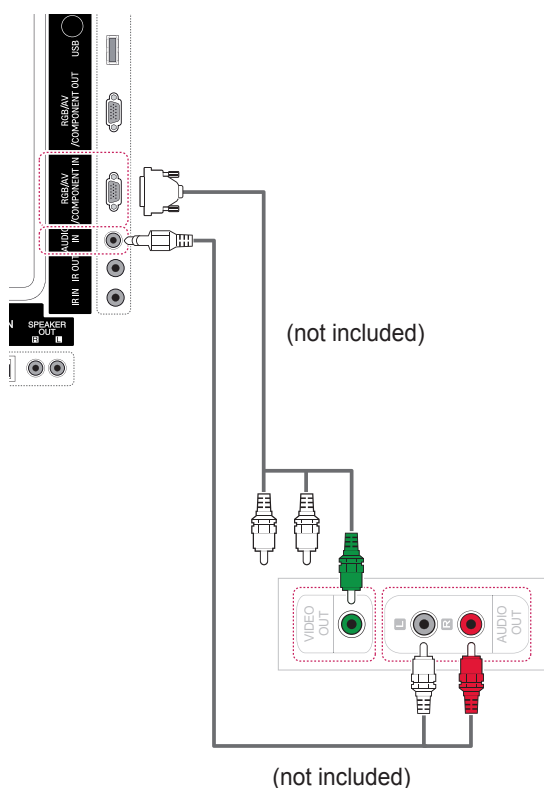 USB
RGB/AV
/COMPONENT OUT
RGB/AV
/COMPONENT IN
AUDIO
IN
IR OUT
IR IN
N
SPEAKER
OUT
R L
(not included)
VIDEO
OUT
L
R
AUDIO
OUT
(not included)